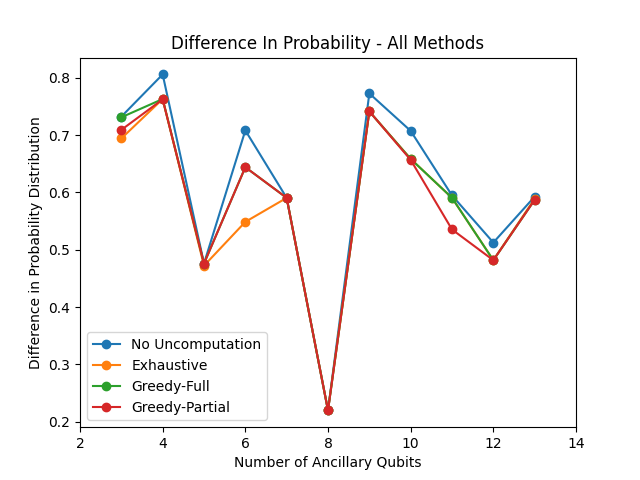 Difference In Probability - All Methods
Difference in Probability Distribution
0.8
0.7
0.6
0.5
0.4
0.3
0.2
No Uncomputation
Exhaustive
Greedy-Full
Greedy-Partial
2 4 6 8 10 12 14
Number of Ancillary Qubits